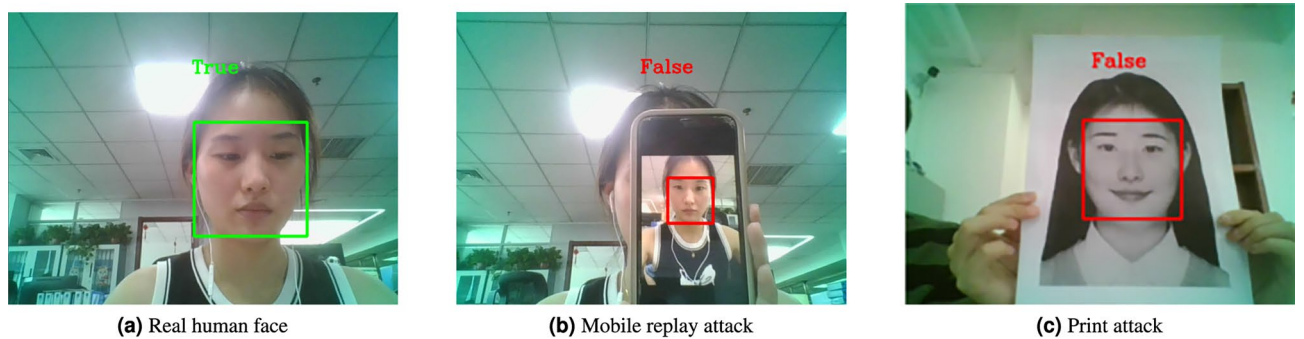 True
False
False
(a) Real human face
(b) Mobile replay attack
(c) Print attack